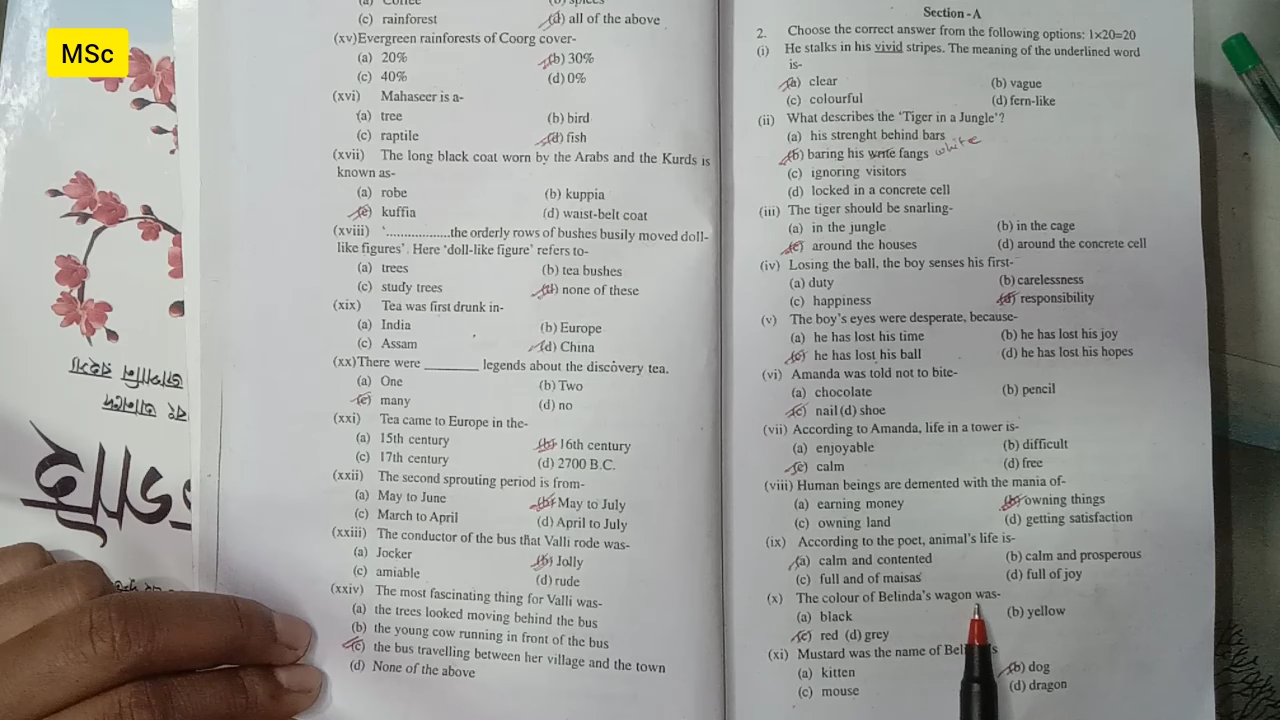 MSc
(c) rainforest (d) all of the above
(xv)Evergreen rainforests of Coorg cover-
(a) 20% (b) 30%
(c) 40% (d) 0%
(xvi) Mahaseer is a-
(a) tree (b) bird
(c) raptile (d) fish
(xvii) The long black coat worn by the Arabs and the Kurds is
known as-
(a) robe (b) kuppia
(c) kuffia (d) waist-belt coat
(xviii) '...................the orderly rows of bushes busily moved doll-
like figures'. Here 'doll-like figure' refers to-
(a) trees (b) tea bushes
(c) study trees (d) none of these
(xix) Tea was first drunk in-
(a) India (b) Europe
(c) Assam (d) China
(xx)There were ________ legends about the discovery tea.
(a) One (b) Two
(c) many (d) no
(xxi) Tea came to Europe in the-
(a) 15th century (b) 16th century
(c) 17th century (d) 2700 B.C.
(xxii) The second sprouting period is from-
(a) May to June (b) May to July
(c) March to April (d) April to July
(xxiii) The conductor of the bus that Valli rode was-
(a) Jocker (b) Jolly
(c) amiable (d) rude
(xxiv) The most fascinating thing for Valli was-
(a) the trees looked moving behind the bus
(b) the young cow running in front of the bus
(c) the bus travelling between her village and the town
(d) None of the above
Section-A
2. Choose the correct answer from the following options: 1×20=20
(i) He stalks in his vivid stripes. The meaning of the underlined word
is-
(a) clear (b) vague
(c) colourful (d) fern-like
(ii) What describes the 'Tiger in a Jungle'?
(a) his strenght behind bars
(b) baring his write fangs white
(c) ignoring visitors
(d) locked in a concrete cell
(iii) The tiger should be snarling-
(a) in the jungle (b) in the cage
(c) around the houses (d) around the concrete cell
(iv) Losing the ball, the boy senses his first-
(a) duty (b) carelessness
(c) happiness (d) responsibility
(v) The boy's eyes were desperate, because-
(a) he has lost his time (b) he has lost his joy
(c) he has lost his ball (d) he has lost his hopes
(vi) Amanda was told not to bite-
(a) chocolate (b) pencil
(c) nail (d) shoe
(vii) According to Amanda, life in a tower is-
(a) enjoyable (b) difficult
(c) calm (d) free
(viii) Human beings are demented with the mania of-
(a) earning money (b) owning things
(c) owning land (d) getting satisfaction
(ix) According to the poet, animal's life is-
(a) calm and contented (b) calm and prosperous
(c) full and of maisas (d) full of joy
(x) The colour of Belinda's wagon was-
(a) black (b) yellow
(c) red (d) grey
(xi) Mustard was the name of
(a) kitten (b) dog
(c) mouse (d) dragon